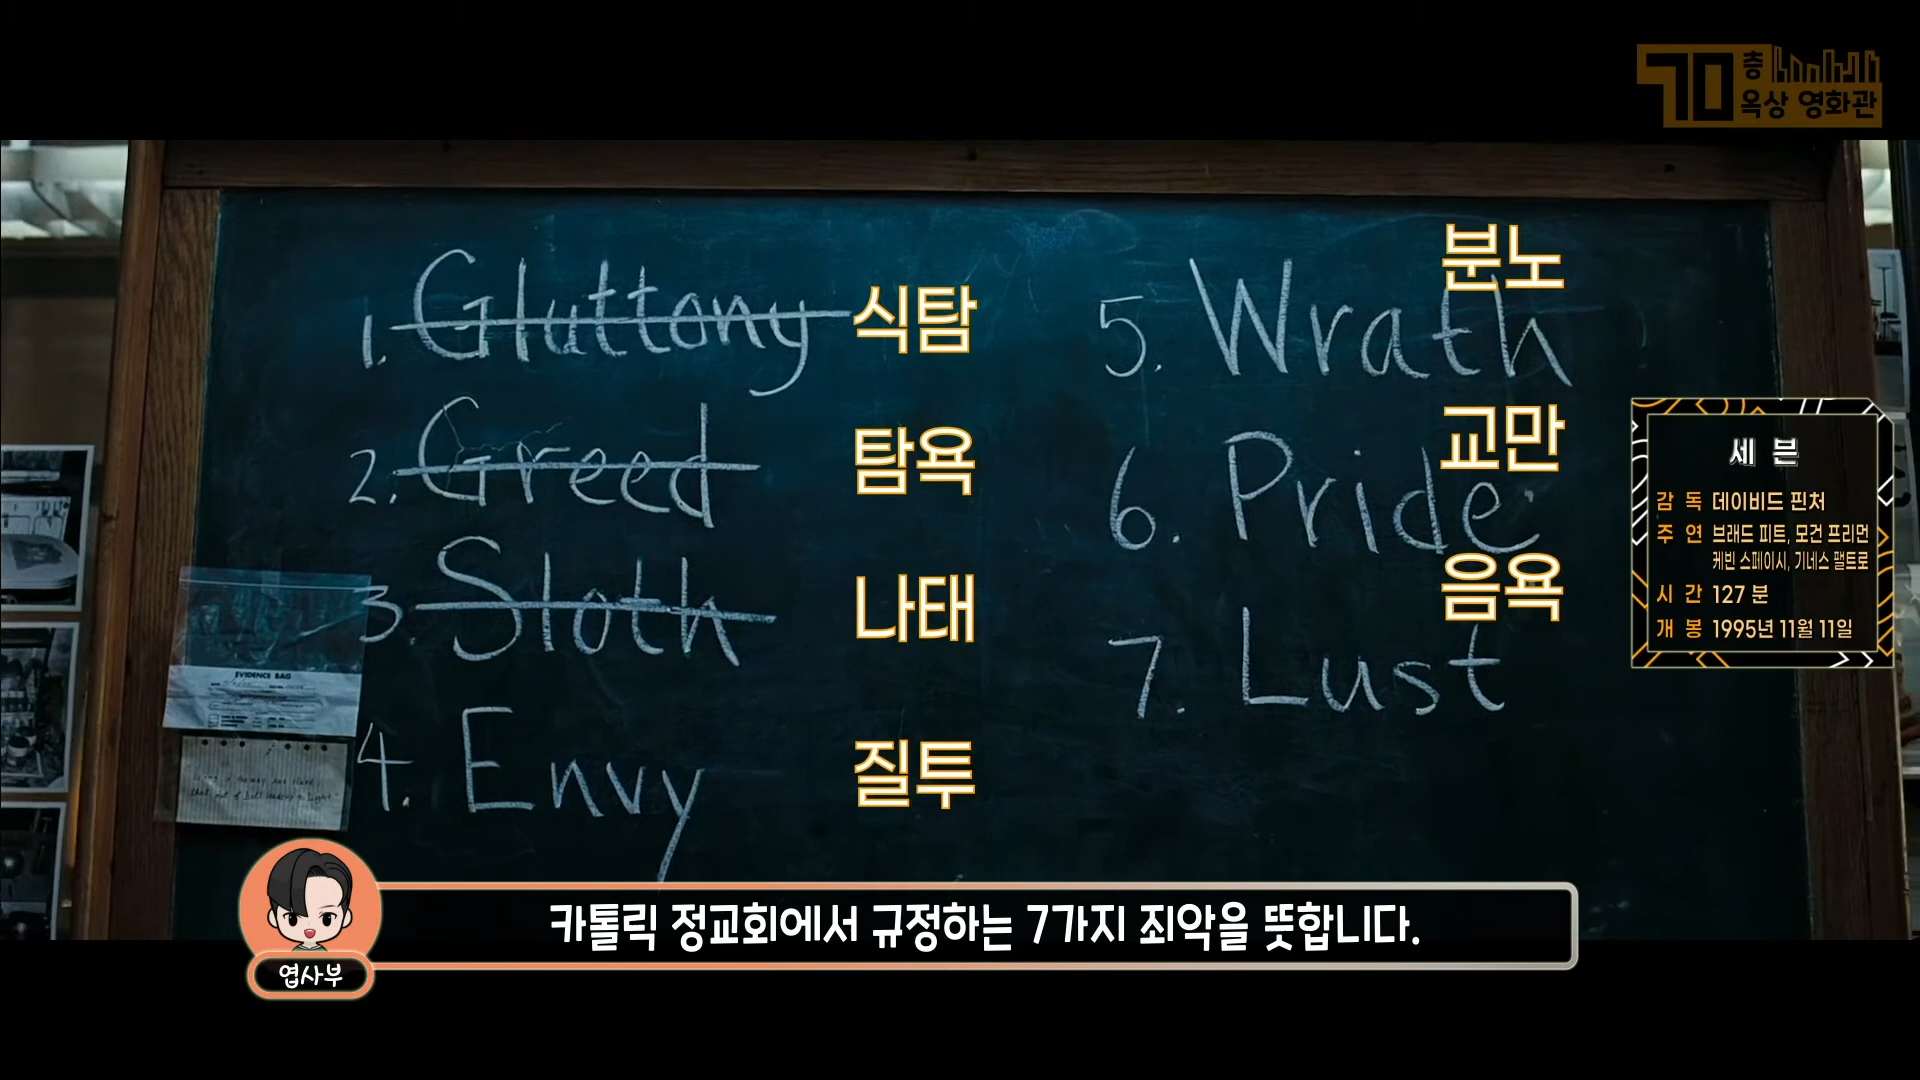 70층
옥상 영화관
1. Gluttony 식탐
2. Greed 탐욕
3. Sloth 나태
4. Envy 질투
분노
5. Wrath
교만
6. Pride
음욕
7. Lust
EVIDENCE BAG
세븐
감독 데이비드 핀처
주연 브래드 피트, 모건 프리먼
케빈 스페이시, 기네스 팰트로
시간 127 분
개봉 1995년 11월 11일
카톨릭 정교회에서 규정하는 7가지 죄악을 뜻합니다.
엽사부